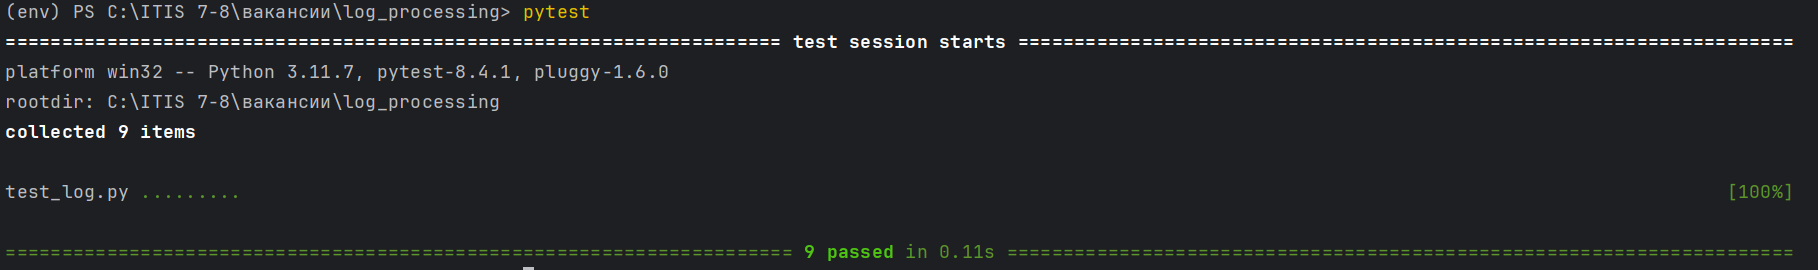 (env) PS C:\ITIS 7-8\вакансии\log_processing> pytest
===================================================================== test session starts =====================================================================
platform win32 -- Python 3.11.7, pytest-8.4.1, pluggy-1.6.0
rootdir: C:\ITIS 7-8\вакансии\log_processing
collected 9 items
test_log.py ......... [100%]
====================================================================== 9 passed in 0.11s ======================================================================